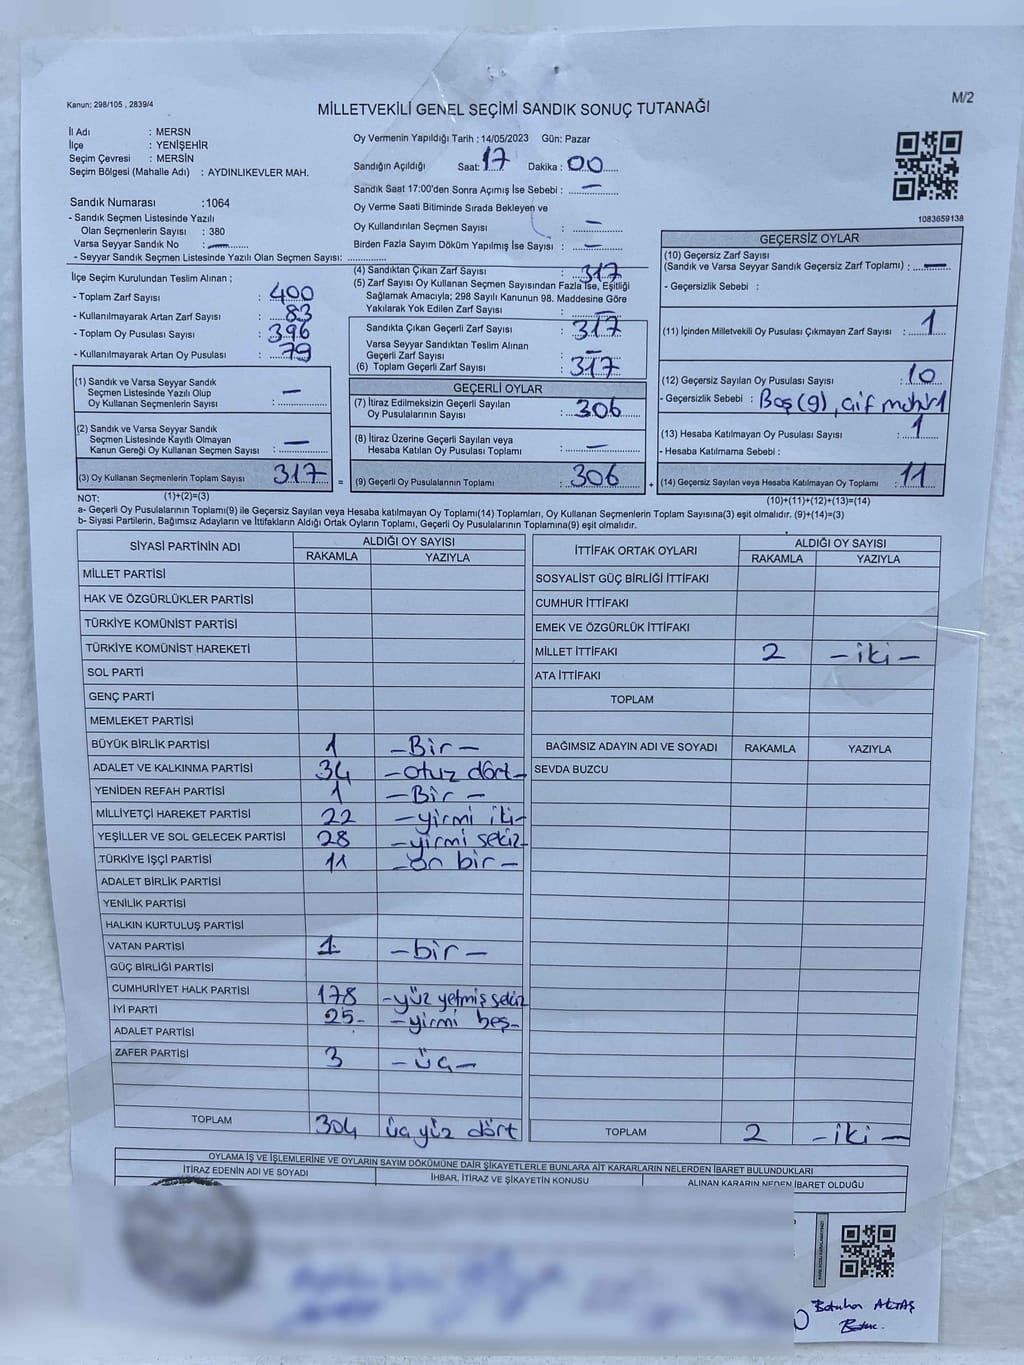 Kanun; 298/105 , 2839/4
M/2
MİLLETVEKİLİ GENEL SEÇİMİ SANDIK SONUÇ TUTANAĞI
İl Adı : MERSN
İlçe : YENİŞEHİR
Seçim Çevresi : MERSİN
Seçim Bölgesi (Mahalle Adı) : AYDINLIKEVLER MAH.
Sandık Numarası :1064
- Sandık Seçmen Listesinde Yazılı
Olan Seçmenlerin Sayısı : 380
Varsa Seyyar Sandık No : —
- Seyyar Sandık Seçmen Listesinde Yazılı Olan Seçmen Sayısı:
Oy Vermenin Yapıldığı Tarih : 14/05/2023 Gün: Pazar
Sandığın Açıldığı Saat: 17 Dakika : 00
Sandık Saat 17:00'den Sonra Açımış İse Sebebi : —
Oy Verme Saati Bitiminde Sırada Bekleyen ve
Oy Kullandırılan Seçmen Sayısı : —
Birden Fazla Sayım Döküm Yapılmış İse Sayısı : —
1083659138
İlçe Seçim Kurulundan Teslim Alınan ;
- Toplam Zarf Sayısı : 400
- Kullanılmayarak Artan Zarf Sayısı : 83
- Toplam Oy Pusulası Sayısı : 396
- Kullanılmayarak Artan Oy Pusulası : 79
(1) Sandık ve Varsa Seyyar Sandık
Seçmen Listesinde Yazılı Olup
Oy Kullanan Seçmenlerin Sayısı : —
(2) Sandık ve Varsa Seyyar Sandık
Seçmen Listesinde Kayıtlı Olmayan
Kanun Gereği Oy Kullanan Seçmen Sayısı : —
(3) Oy Kullanan Seçmenlerin Toplam Sayısı 317 =
(4) Sandıktan Çıkan Zarf Sayısı : 317
(5) Zarf Sayısı Oy Kullanan Seçmen Sayısından Fazla İse, Eşitliği
Sağlamak Amacıyla; 298 Sayılı Kanunun 98. Maddesine Göre
Yakılarak Yok Edilen Zarf Sayısı : —
Sandıkta Çıkan Geçerli Zarf Sayısı : 317
Varsa Seyyar Sandıktan Teslim Alınan
Geçerli Zarf Sayısı : —
(6) Toplam Geçerli Zarf Sayısı : 317
GEÇERLİ OYLAR
(7) İtiraz Edilmeksizin Geçerli Sayılan
Oy Pusulalarının Sayısı : 306
(8) İtiraz Üzerine Geçerli Sayılan veya
Hesaba Katılan Oy Pusulası Toplamı : —
(9) Geçerli Oy Pusulalarının Toplamı : 306 +
GEÇERSİZ OYLAR
(10) Geçersiz Zarf Sayısı
(Sandık ve Varsa Seyyar Sandık Geçersiz Zarf Toplamı) : —
- Geçersizlik Sebebi :
(11) İçinden Milletvekili Oy Pusulası Çıkmayan Zarf Sayısı : 1
(12) Geçersiz Sayılan Oy Pusulası Sayısı : 10
- Geçersizlik Sebebi : Boş(9), çif mühür1
(13) Hesaba Katılmayan Oy Pusulası Sayısı : 1
- Hesaba Katılmama Sebebi :
(14) Geçersiz Sayılan veya Hesaba Katılmayan Oy Toplamı : 11
NOT: (1)+(2)=(3)
(10)+(11)+(12)+(13)=(14)
a- Geçerli Oy Pusulalarının Toplamı(9) ile Geçersiz Sayılan veya Hesaba katılmayan Oy Toplamı(14) Toplamları, Oy Kullanan Seçmenlerin Toplam Sayısına(3) eşit olmalıdır. (9)+(14)=(3)
b- Siyasi Partilerin, Bağımsız Adayların ve İttifakların Aldığı Ortak Oyların Toplamı, Geçerli Oy Pusulalarının Toplamına(9) eşit olmalıdır.
SİYASİ PARTİNİN ADI ALDIĞI OY SAYISI
RAKAMLA YAZIYLA
MİLLET PARTİSİ
HAK VE ÖZGÜRLÜKLER PARTİSİ
TÜRKİYE KOMÜNİST PARTİSİ
TÜRKİYE KOMÜNİST HAREKETİ
SOL PARTİ
GENÇ PARTİ
MEMLEKET PARTİSİ
BÜYÜK BİRLİK PARTİSİ 1 —Bir—
ADALET VE KALKINMA PARTİSİ 34 —otuz dört—
YENİDEN REFAH PARTİSİ 1 —Bir—
MİLLİYETÇİ HAREKET PARTİSİ 22 —yirmi iki—
YEŞİLLER VE SOL GELECEK PARTİSİ 28 —yirmi sekiz—
TÜRKİYE İŞÇİ PARTİSİ 11 —on bir—
ADALET BİRLİK PARTİSİ
YENİLİK PARTİSİ
HALKIN KURTULUŞ PARTİSİ
VATAN PARTİSİ 1 —bir—
GÜÇ BİRLİĞİ PARTİSİ
CUMHURİYET HALK PARTİSİ 178 —yüz yetmiş sekiz
İYİ PARTİ 25— —yirmi beş—
ADALET PARTİSİ
ZAFER PARTİSİ 3 —üç—
TOPLAM 304 üçyüz dört
İTTİFAK ORTAK OYLARI ALDIĞI OY SAYISI
RAKAMLA YAZIYLA
SOSYALİST GÜÇ BİRLİĞİ İTTİFAKI
CUMHUR İTTİFAKI
EMEK VE ÖZGÜRLÜK İTTİFAKI
MİLLET İTTİFAKI 2 —iki—
ATA İTTİFAKI
TOPLAM
BAĞIMSIZ ADAYIN ADI VE SOYADI RAKAMLA YAZIYLA
SEVDA BUZCU
TOPLAM 2 —iki—
OYLAMA İŞ VE İŞLEMLERİNE VE OYLARIN SAYIM DÖKÜMÜNE DAİR ŞİKAYETLERLE BUNLARA AİT KARARLARIN NELERDEN İBARET BULUNDUKLARI
İTİRAZ EDENİN ADI VE SOYADI İHBAR, İTİRAZ VE ŞİKAYETİN KONUSU ALINAN KARARIN NEDEN İBARET OLDUĞU
Batuhan AKTAŞ